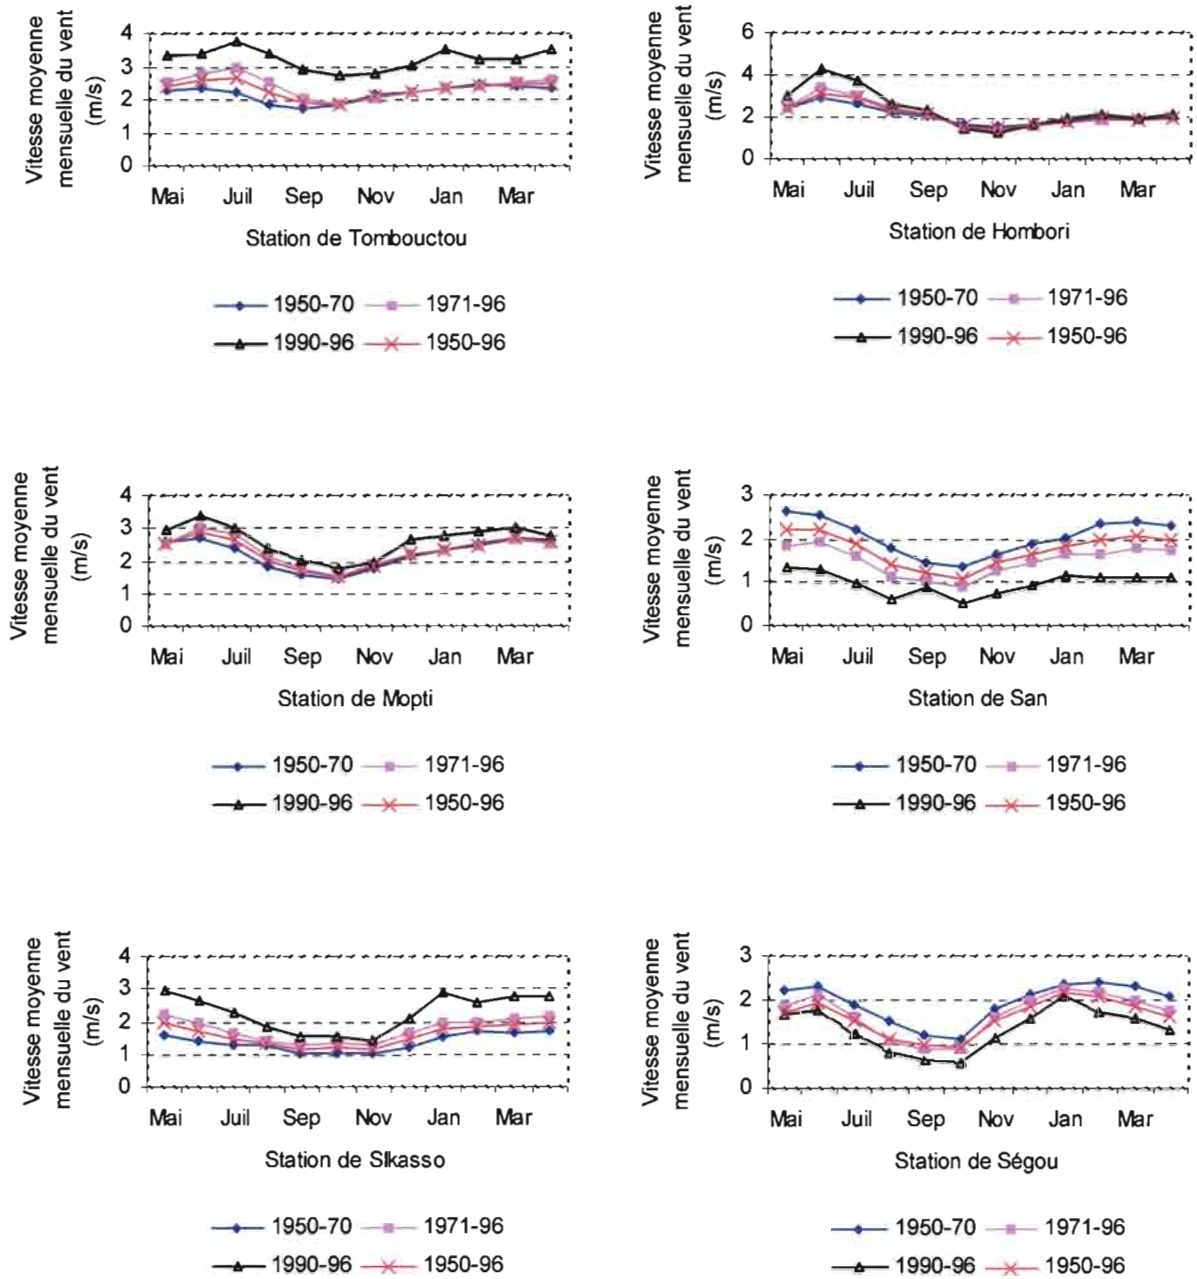 Vitesse moyenne
mensuelle du vent
(m/s)
4
3
2
1
0
Mai Juil Sep Nov Jan Mar
Station de Tombouctou
1950-70 1971-96
1990-96 1950-96
Vitesse moyenne
mensuelle du vent
(m/s)
6
4
2
0
Mai Juil Sep Nov Jan Mar
Station de Hombori
1950-70 1971-96
1990-96 1950-96
Vitesse moyenne
mensuelle du vent
(m/s)
4
3
2
1
0
Mai Juil Sep Nov Jan Mar
Station de Mopti
1950-70 1971-96
1990-96 1950-96
Vitesse moyenne
mensuelle du vent
(m/s)
3
2
1
0
Mai Juil Sep Nov Jan Mar
Station de San
1950-70 1971-96
1990-96 1950-96
Vitesse moyenne
mensuelle du vent
(m/s)
4
3
2
1
0
Mai Juil Sep Nov Jan Mar
Station de SIkasso
1950-70 1971-96
1990-96 1950-96
Vitesse moyenne
mensuelle du vent
(m/s)
3
2
1
0
Mai Juil Sep Nov Jan Mar
Station de Ségou
1950-70 1971-96
1990-96 1950-96